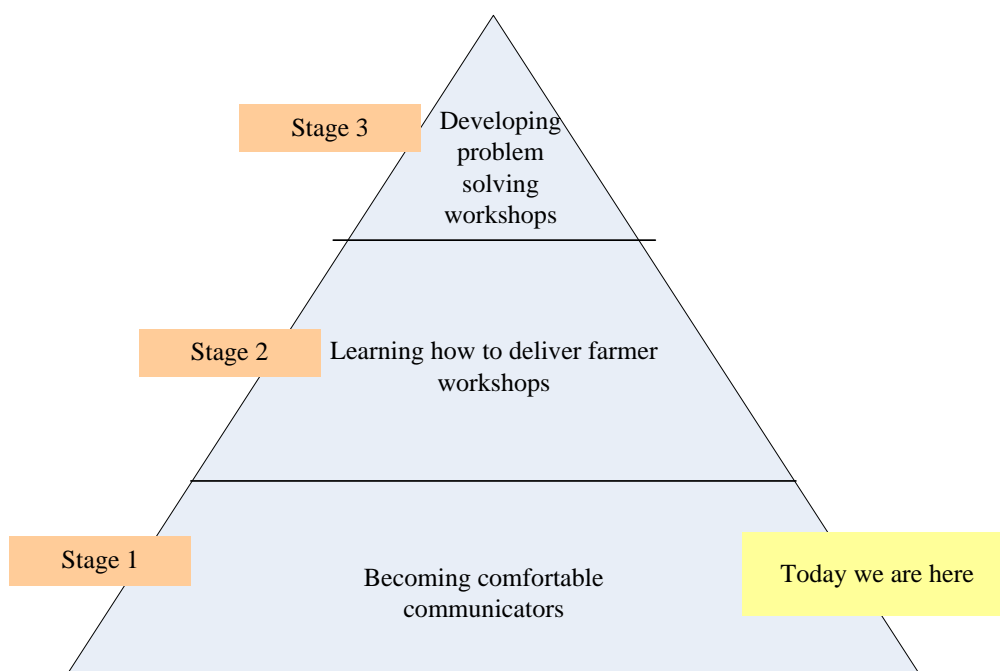 Stage 3
Developing
problem
solving
workshops
Stage 2
Learning how to deliver farmer
workshops
Stage 1
Becoming comfortable
communicators
Today we are here